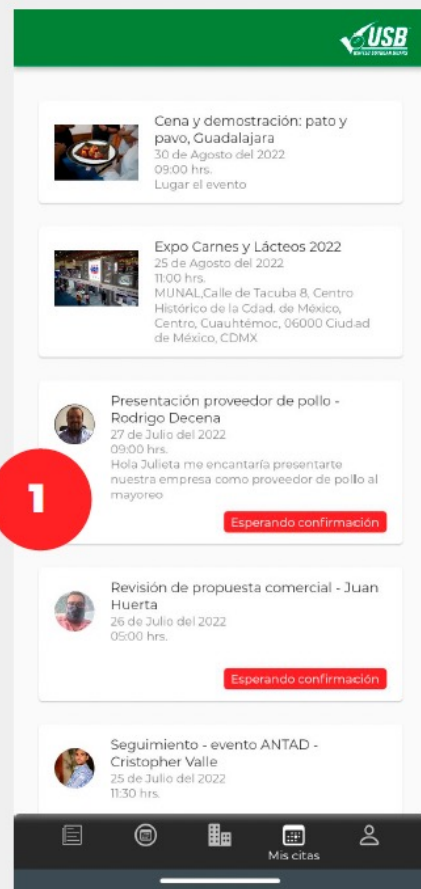 USB
Cena y demostración: pato y
pavo, Guadalajara
30 de Agosto del 2022
09:00 hrs.
Lugar el evento
Expo Carnes y Lácteos 2022
25 de Agosto del 2022
11:00 hrs.
MUNAL,Calle de Tacuba 8, Centro
Histórico de la Cdad. de México,
Centro, Cuauhtémoc, 06000 Ciudad
de México, CDMX
Presentación proveedor de pollo -
Rodrigo Decena
27 de Julio del 2022
09:00 hrs.
Hola Julieta me encantaría presentarte
nuestra empresa como proveedor de pollo al
mayoreo
1
Esperando confirmación
Revisión de propuesta comercial - Juan
Huerta
26 de Julio del 2022
05:00 hrs.
Esperando confirmación
Seguimiento - evento ANTAD -
Cristopher Valle
25 de Julio del 2022
11:30 hrs.
Mis citas